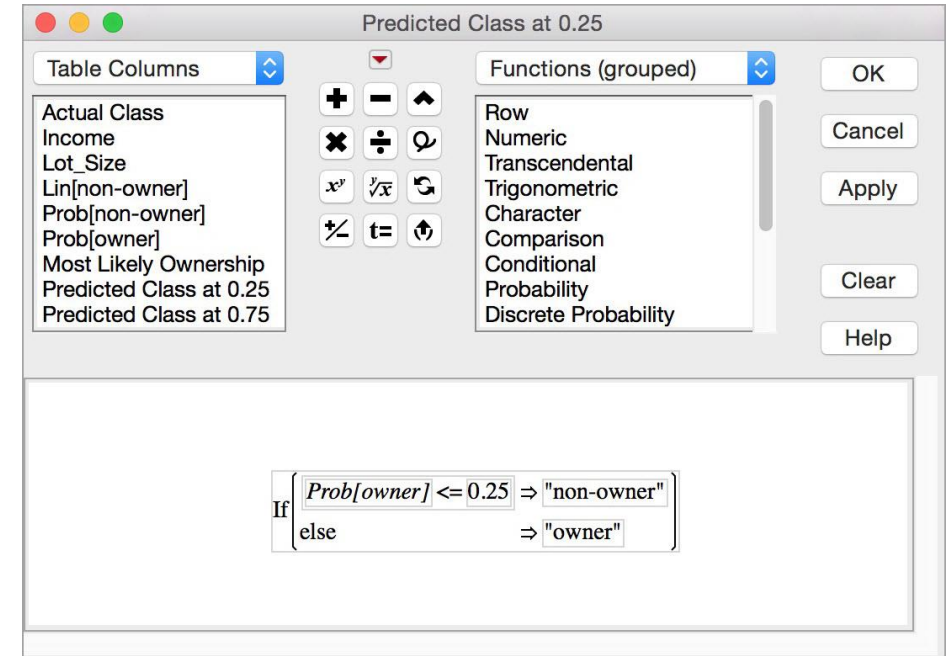 Predicted Class at 0.25
Table Columns
Actual Class
Income
Lot_Size
Lin[non-owner]
Prob[non-owner]
Prob[owner]
Most Likely Ownership
Predicted Class at 0.25
Predicted Class at 0.75
+ − ^
× ÷
xʸ ʸ√x
+/− t=
Functions (grouped)
Row
Numeric
Transcendental
Trigonometric
Character
Comparison
Conditional
Probability
Discrete Probability
OK
Cancel
Apply
Clear
Help
If Prob[owner] <= 0.25 ⇒ "non-owner"
else ⇒ "owner"